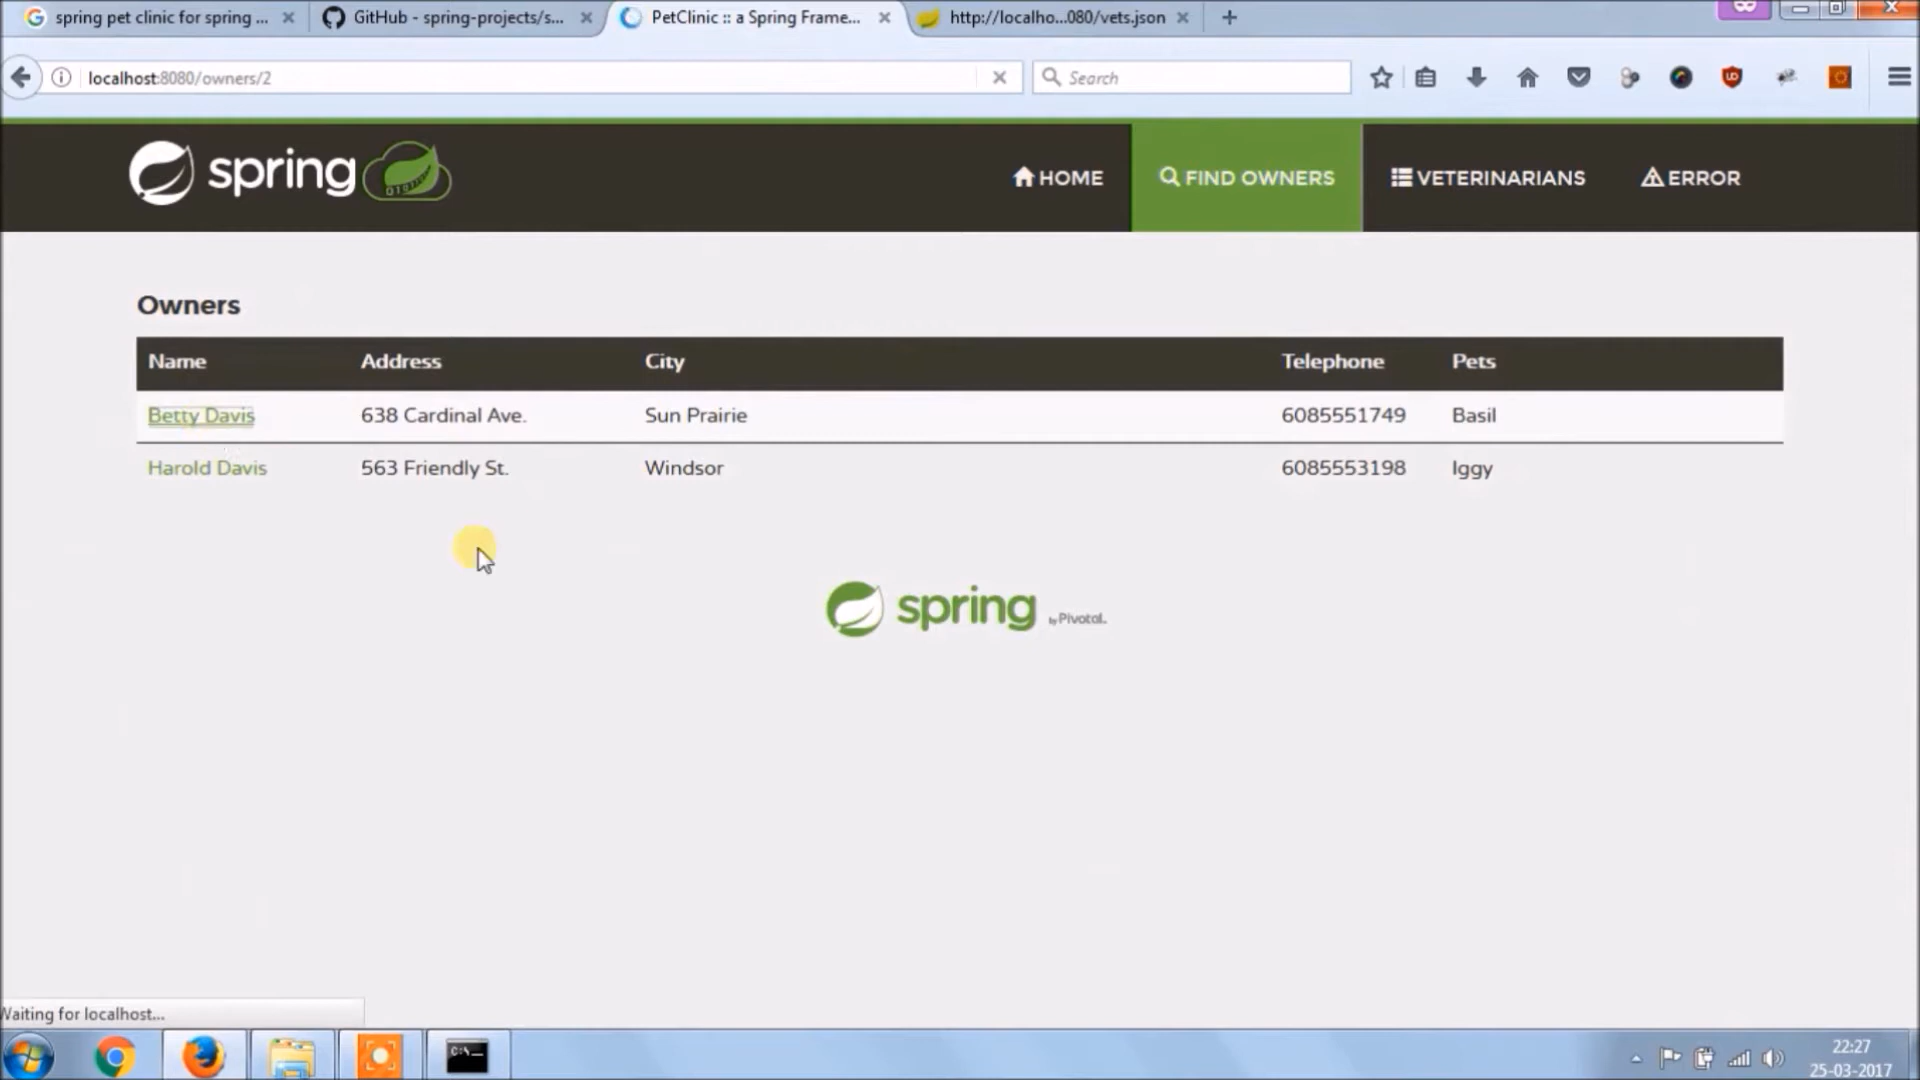 spring pet clinic for spring ...
GitHub - spring-projects/s...
PetClinic :: a Spring Frame...
http://localho...080/vets.json
localhost:8080/owners/2
Search
spring
HOME
FIND OWNERS
VETERINARIANS
ERROR
Owners
Name Address City Telephone Pets
Betty Davis 638 Cardinal Ave. Sun Prairie 6085551749 Basil
Harold Davis 563 Friendly St. Windsor 6085553198 Iggy
spring by Pivotal.
Waiting for localhost...
22:27
25-03-2017